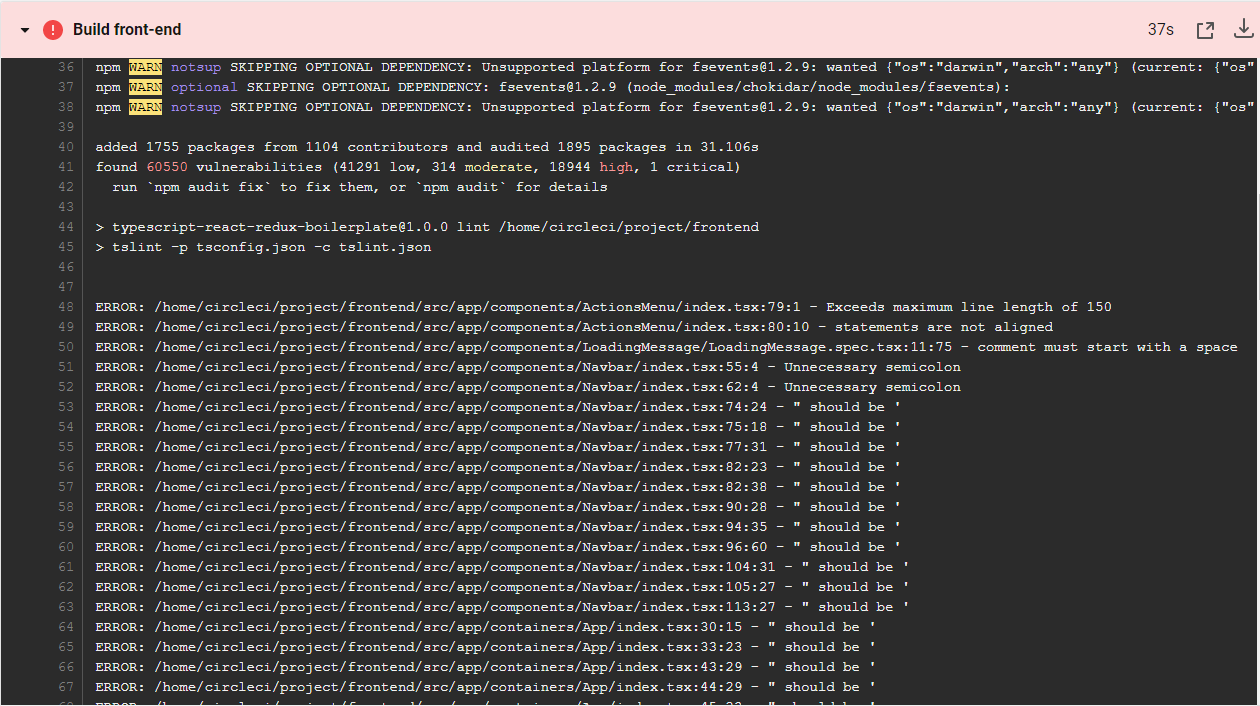 Build front-end
37s
36 npm WARN notsup SKIPPING OPTIONAL DEPENDENCY: Unsupported platform for fsevents@1.2.9: wanted {"os":"darwin","arch":"any"} (current: {"os"
37 npm WARN optional SKIPPING OPTIONAL DEPENDENCY: fsevents@1.2.9 (node_modules/chokidar/node_modules/fsevents):
38 npm WARN notsup SKIPPING OPTIONAL DEPENDENCY: Unsupported platform for fsevents@1.2.9: wanted {"os":"darwin","arch":"any"} (current: {"os"
39
40 added 1755 packages from 1104 contributors and audited 1895 packages in 31.106s
41 found 60550 vulnerabilities (41291 low, 314 moderate, 18944 high, 1 critical)
42 run `npm audit fix` to fix them, or `npm audit` for details
43
44 > typescript-react-redux-boilerplate@1.0.0 lint /home/circleci/project/frontend
45 > tslint -p tsconfig.json -c tslint.json
46
47
48 ERROR: /home/circleci/project/frontend/src/app/components/ActionsMenu/index.tsx:79:1 - Exceeds maximum line length of 150
49 ERROR: /home/circleci/project/frontend/src/app/components/ActionsMenu/index.tsx:80:10 - statements are not aligned
50 ERROR: /home/circleci/project/frontend/src/app/components/LoadingMessage/LoadingMessage.spec.tsx:11:75 - comment must start with a space
51 ERROR: /home/circleci/project/frontend/src/app/components/Navbar/index.tsx:55:4 - Unnecessary semicolon
52 ERROR: /home/circleci/project/frontend/src/app/components/Navbar/index.tsx:62:4 - Unnecessary semicolon
53 ERROR: /home/circleci/project/frontend/src/app/components/Navbar/index.tsx:74:24 - " should be '
54 ERROR: /home/circleci/project/frontend/src/app/components/Navbar/index.tsx:75:18 - " should be '
55 ERROR: /home/circleci/project/frontend/src/app/components/Navbar/index.tsx:77:31 - " should be '
56 ERROR: /home/circleci/project/frontend/src/app/components/Navbar/index.tsx:82:23 - " should be '
57 ERROR: /home/circleci/project/frontend/src/app/components/Navbar/index.tsx:82:38 - " should be '
58 ERROR: /home/circleci/project/frontend/src/app/components/Navbar/index.tsx:90:28 - " should be '
59 ERROR: /home/circleci/project/frontend/src/app/components/Navbar/index.tsx:94:35 - " should be '
60 ERROR: /home/circleci/project/frontend/src/app/components/Navbar/index.tsx:96:60 - " should be '
61 ERROR: /home/circleci/project/frontend/src/app/components/Navbar/index.tsx:104:31 - " should be '
62 ERROR: /home/circleci/project/frontend/src/app/components/Navbar/index.tsx:105:27 - " should be '
63 ERROR: /home/circleci/project/frontend/src/app/components/Navbar/index.tsx:113:27 - " should be '
64 ERROR: /home/circleci/project/frontend/src/app/containers/App/index.tsx:30:15 - " should be '
65 ERROR: /home/circleci/project/frontend/src/app/containers/App/index.tsx:33:23 - " should be '
66 ERROR: /home/circleci/project/frontend/src/app/containers/App/index.tsx:43:29 - " should be '
67 ERROR: /home/circleci/project/frontend/src/app/containers/App/index.tsx:44:29 - " should be '